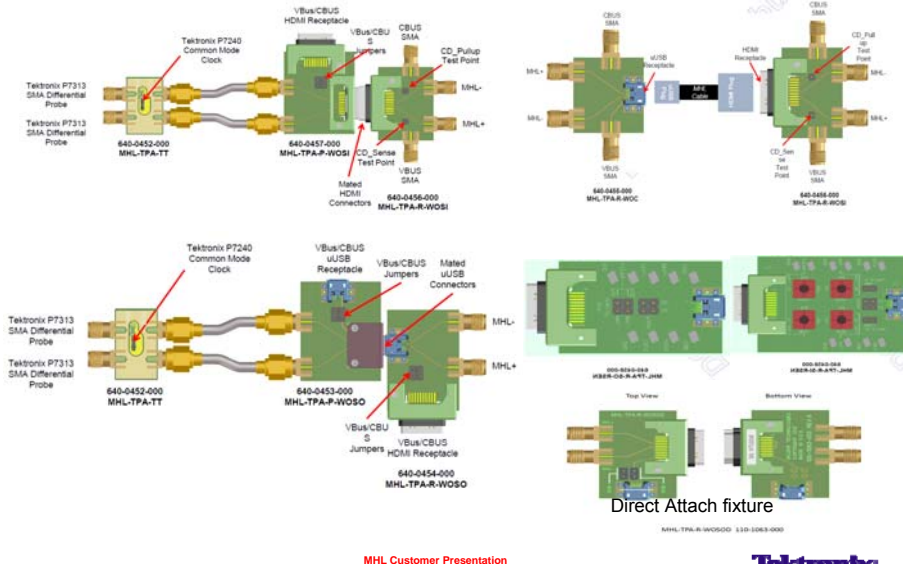 VBus/CBus
HDMI Receptacle
Tektronix P7240
Common Mode
Clock
VBus/CBU
S
Jumpers
CBUS
SMA
CD_Pullup
Test Point
Tektronix P7313
SMA Differential
Probe
MHL-
Tektronix P7313
SMA Differential
Probe
MHL+
640-0452-000
MHL-TPA-TT
640-0457-000
MHL-TPA-P-WOSI
CD_Sense
Test Point
Mated
HDMI
Connectors
VBUS
SMA
640-0456-000
MHL-TPA-R-WOSI
CBUS
SMA
uUSB
Receptacle
MHL+
MHL-
VBUS
SMA
640-0455-000
MHL-TPA-R-WOC
MHL
Cable
HDMI Plug
HDMI
Receptacle
CBUS
SMA
CD_Pull
up
Test
Point
MHL-
MHL+
CD_Sen
se
Test
Point
VBUS
SMA
640-0456-000
MHL-TPA-R-WOSI
Tektronix P7240
Common Mode
Clock
VBus/CBUS
uUSB
Receptacle
VBus/CBUS
Jumpers
Mated
uUSB
Connectors
Tektronix P7313
SMA Differential
Probe
MHL-
Tektronix P7313
SMA Differential
Probe
MHL+
640-0452-000
MHL-TPA-TT
640-0453-000
MHL-TPA-P-WOSO
VBus/CBU
S
Jumpers
VBus/CBUS
HDMI Receptacle
640-0454-000
MHL-TPA-R-WOSO
Top View
Bottom View
MHL-TPA-R-WOSOD
Direct Attach fixture
MHL-TPA-R-WOSOD 110-1063-000
MHL Customer Presentation
Tektronix